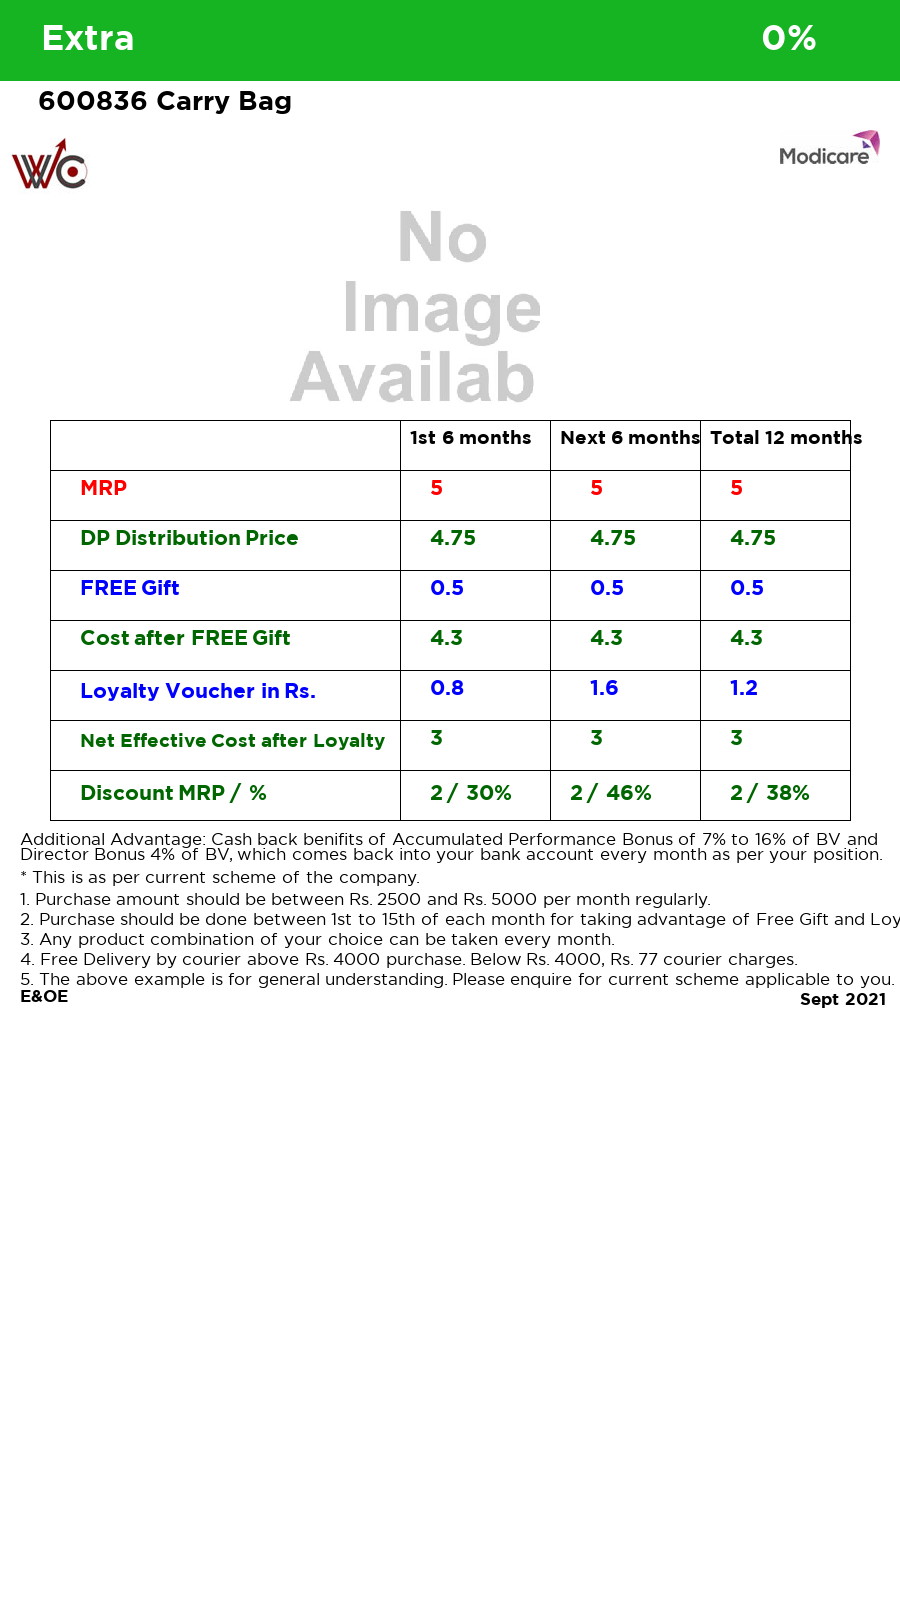 Extra 0%
600836 Carry Bag
WC Modicare
No
Image
Availab
1st 6 months Next 6 months Total 12 months
MRP 5 5 5
DP Distribution Price 4.75 4.75 4.75
FREE Gift 0.5 0.5 0.5
Cost after FREE Gift 4.3 4.3 4.3
Loyalty Voucher in Rs. 0.8 1.6 1.2
Net Effective Cost after Loyalty 3 3 3
Discount MRP / % 2 / 30% 2 / 46% 2 / 38%
Additional Advantage: Cash back benifits of Accumulated Performance Bonus of 7% to 16% of BV and
Director Bonus 4% of BV, which comes back into your bank account every month as per your position.
* This is as per current scheme of the company.
1. Purchase amount should be between Rs. 2500 and Rs. 5000 per month regularly.
2. Purchase should be done between 1st to 15th of each month for taking advantage of Free Gift and Loy
3. Any product combination of your choice can be taken every month.
4. Free Delivery by courier above Rs. 4000 purchase. Below Rs. 4000, Rs. 77 courier charges.
5. The above example is for general understanding. Please enquire for current scheme applicable to you.
E&OE
Sept 2021